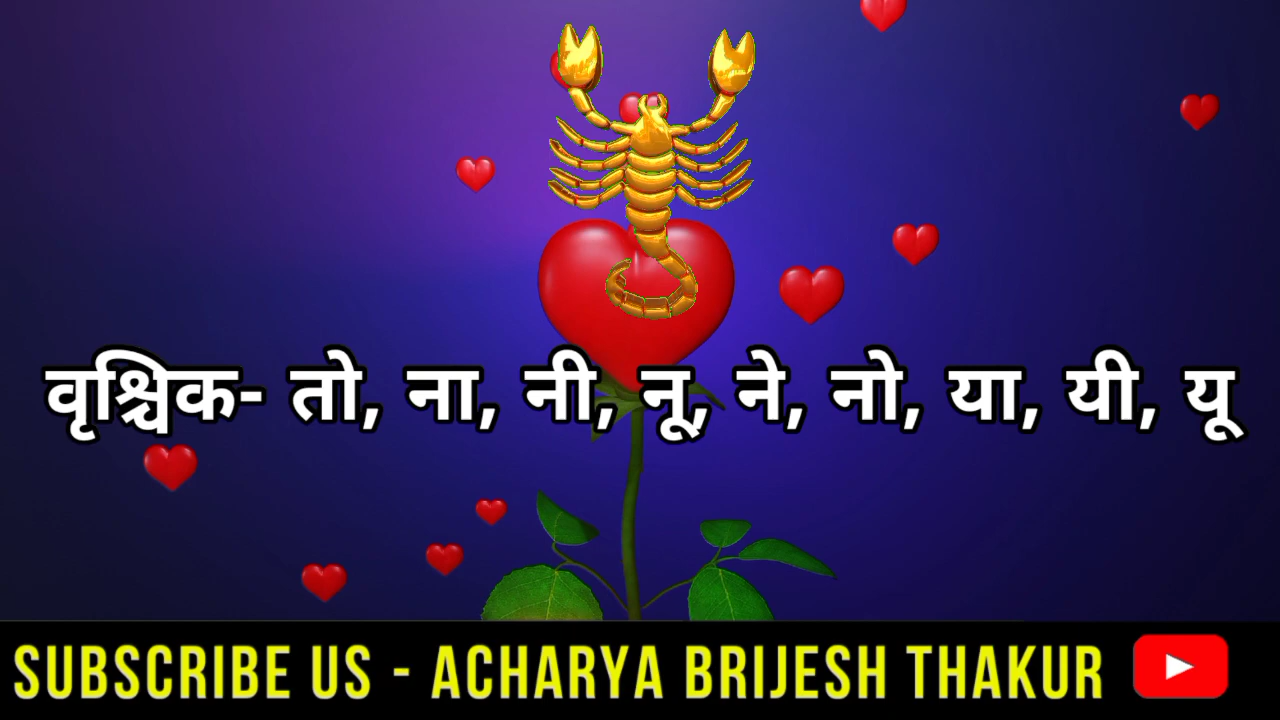 वृश्चिक- तो, ना, नी, नू, ने, नो, या, यी, यू
SUBSCRIBE US - ACHARYA BRIJESH THAKUR